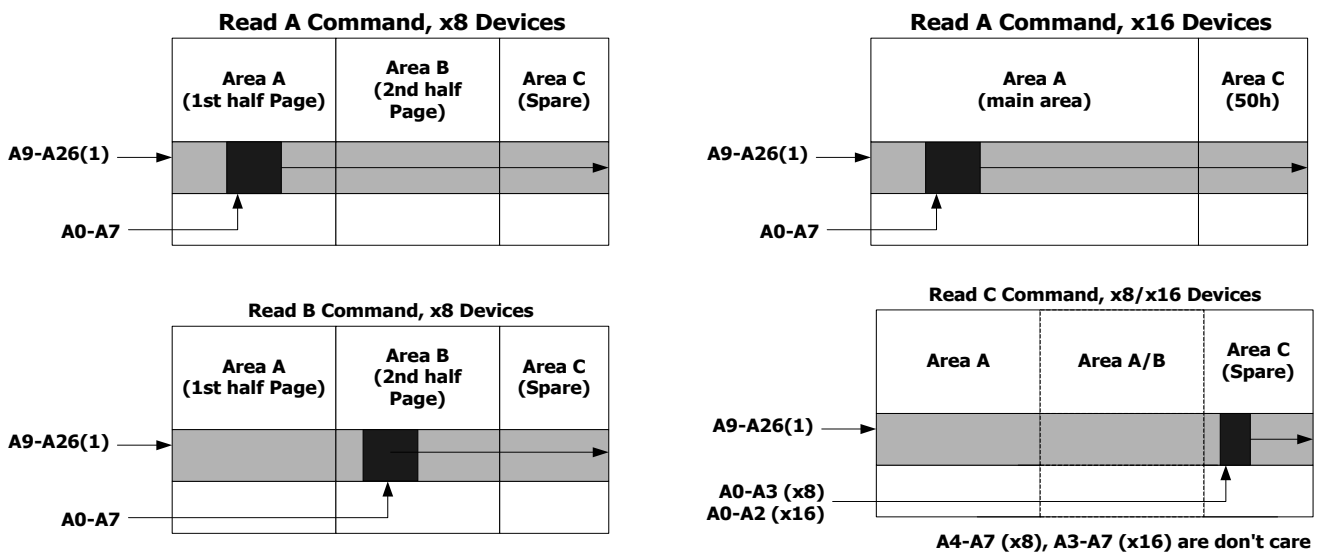 Read A Command, x8 Devices
Area A
(1st half Page)
Area B
(2nd half
Page)
Area C
(Spare)
A9-A26(1)
A0-A7
Read A Command, x16 Devices
Area A
(main area)
Area C
(50h)
A9-A26(1)
A0-A7
Read B Command, x8 Devices
Area A
(1st half Page)
Area B
(2nd half
Page)
Area C
(Spare)
A9-A26(1)
A0-A7
Read C Command, x8/x16 Devices
Area A
Area A/B
Area C
(Spare)
A9-A26(1)
A0-A3 (x8)
A0-A2 (x16)
A4-A7 (x8), A3-A7 (x16) are don't care